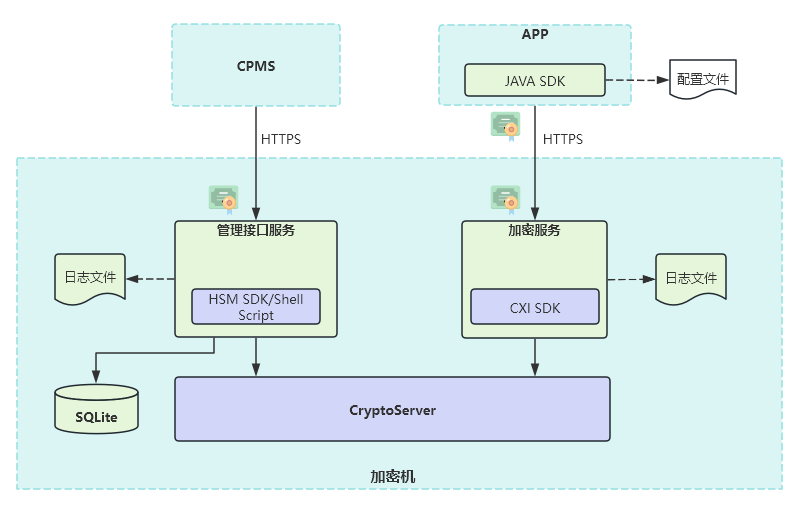 CPMS
APP
JAVA SDK
配置文件
HTTPS
HTTPS
管理接口服务
加密服务
日志文件
HSM SDK/Shell
Script
CXI SDK
日志文件
SQLite
CryptoServer
加密机